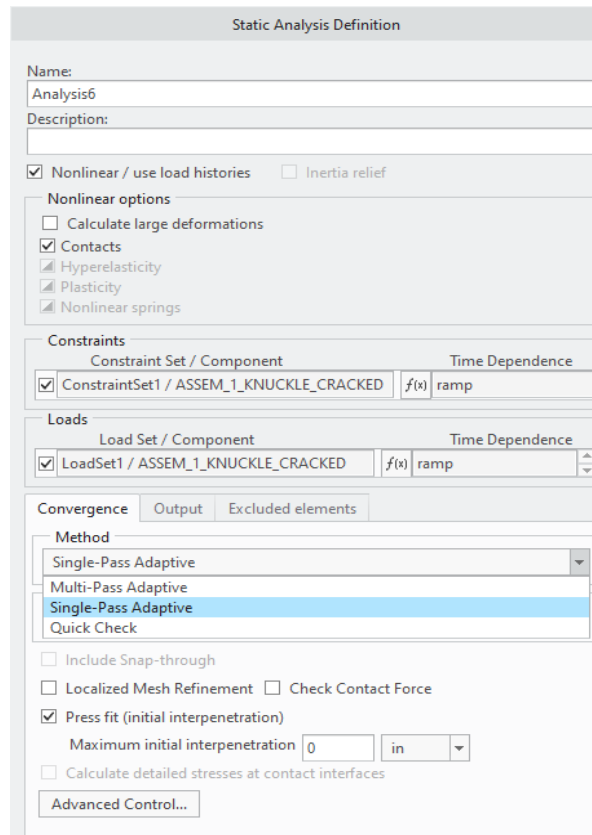 Static Analysis Definition
Name:
Analysis6
Description:
Nonlinear / use load histories Inertia relief
Nonlinear options
Calculate large deformations
Contacts
Hyperelasticity
Plasticity
Nonlinear springs
Constraints
Constraint Set / Component Time Dependence
ConstraintSet1 / ASSEM_1_KNUCKLE_CRACKED f(x) ramp
Loads
Load Set / Component Time Dependence
LoadSet1 / ASSEM_1_KNUCKLE_CRACKED f(x) ramp
Convergence Output Excluded elements
Method
Single-Pass Adaptive
Multi-Pass Adaptive
Single-Pass Adaptive
Quick Check
Include Snap-through
Localized Mesh Refinement Check Contact Force
Press fit (initial interpenetration)
Maximum initial interpenetration 0 in
Calculate detailed stresses at contact interfaces
Advanced Control...